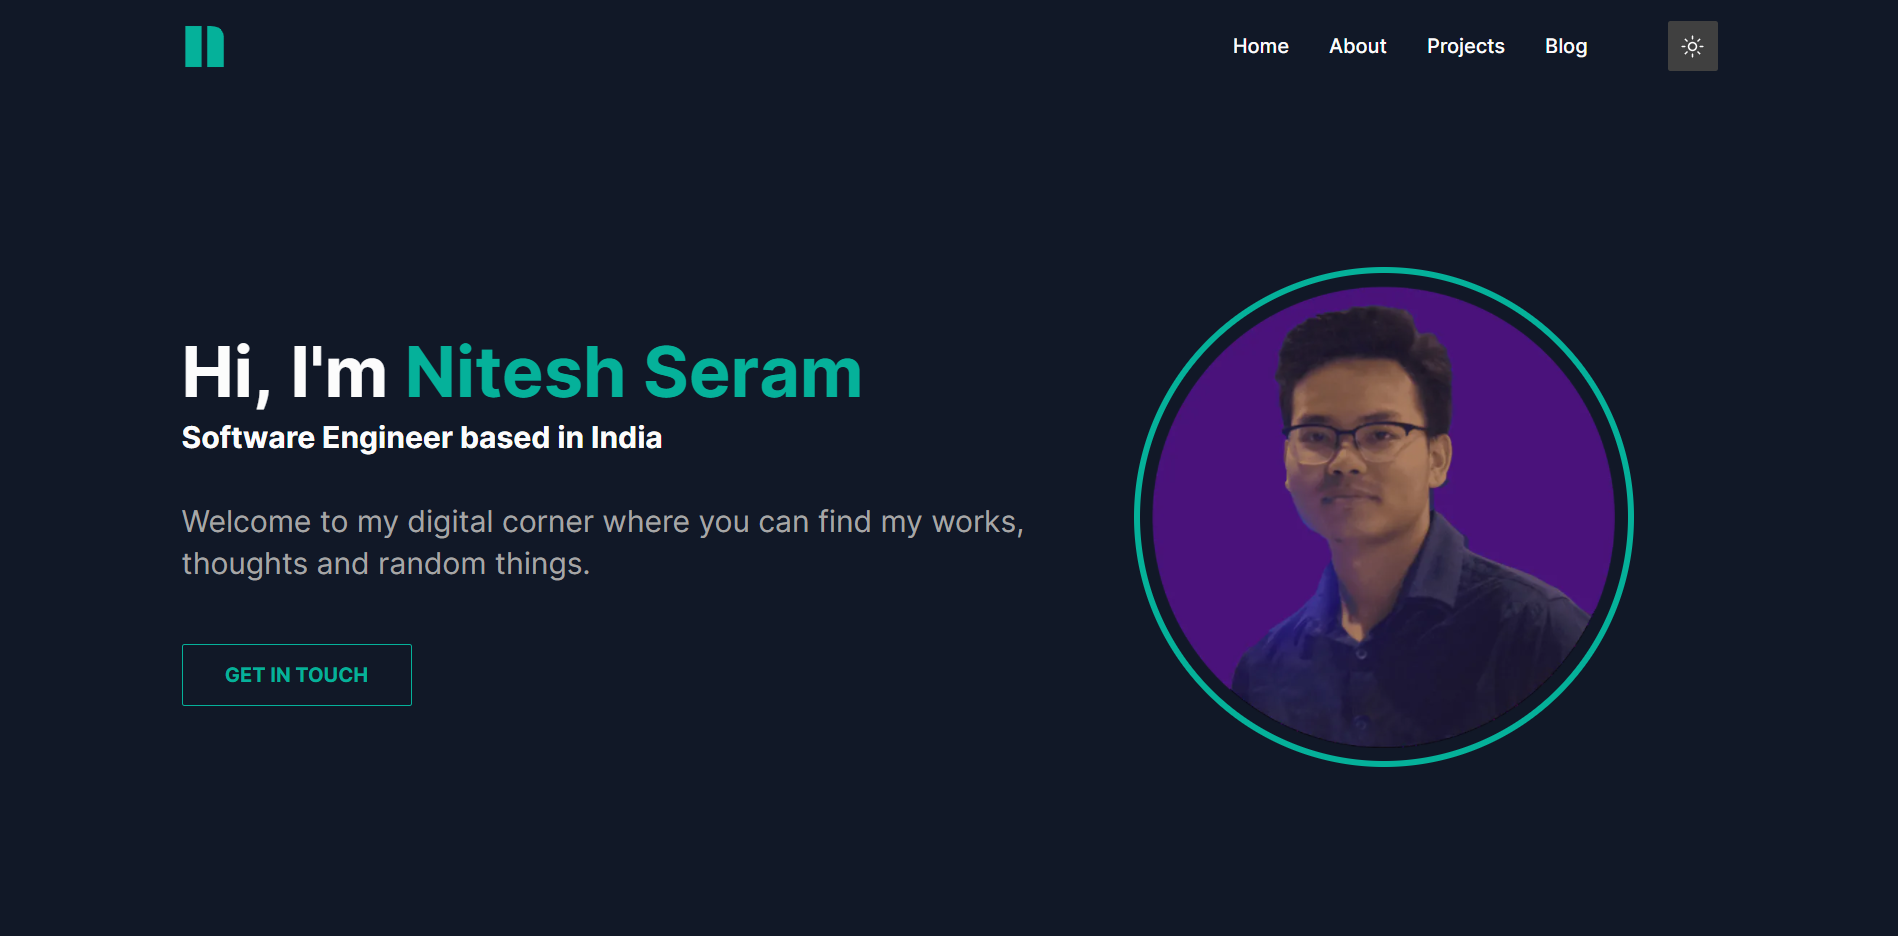 n
Home About Projects Blog
Hi, I'm Nitesh Seram
Software Engineer based in India
Welcome to my digital corner where you can find my works,
thoughts and random things.
GET IN TOUCH